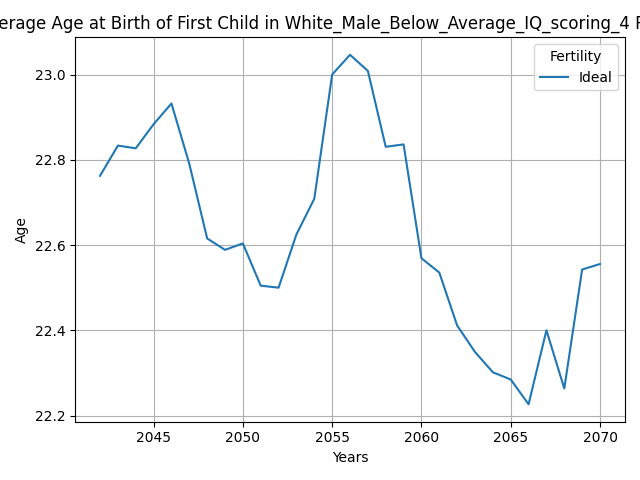 Age at Birth of First Child in White_Male_Below_Average_IQ_scoring_4
Fertility
Ideal
23.0
22.8
22.6
22.4
22.2
Age
2045 2050 2055 2060 2065 2070
Years